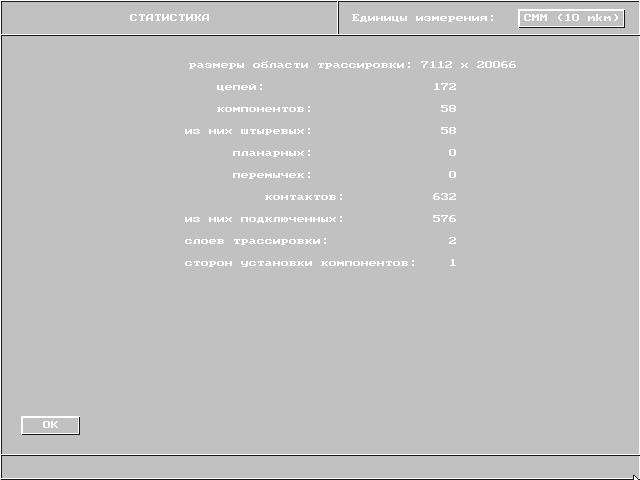 СТАТИСТИКА
Единицы измерения: СММ (10 mkm)
размеры области трассировки: 7112 x 20066
цепей: 172
компонентов: 58
из них штыревых: 58
планарных: 0
перемычек: 0
контактов: 632
из них подключенных: 576
слоев трассировки: 2
сторон установки компонентов: 1
OK